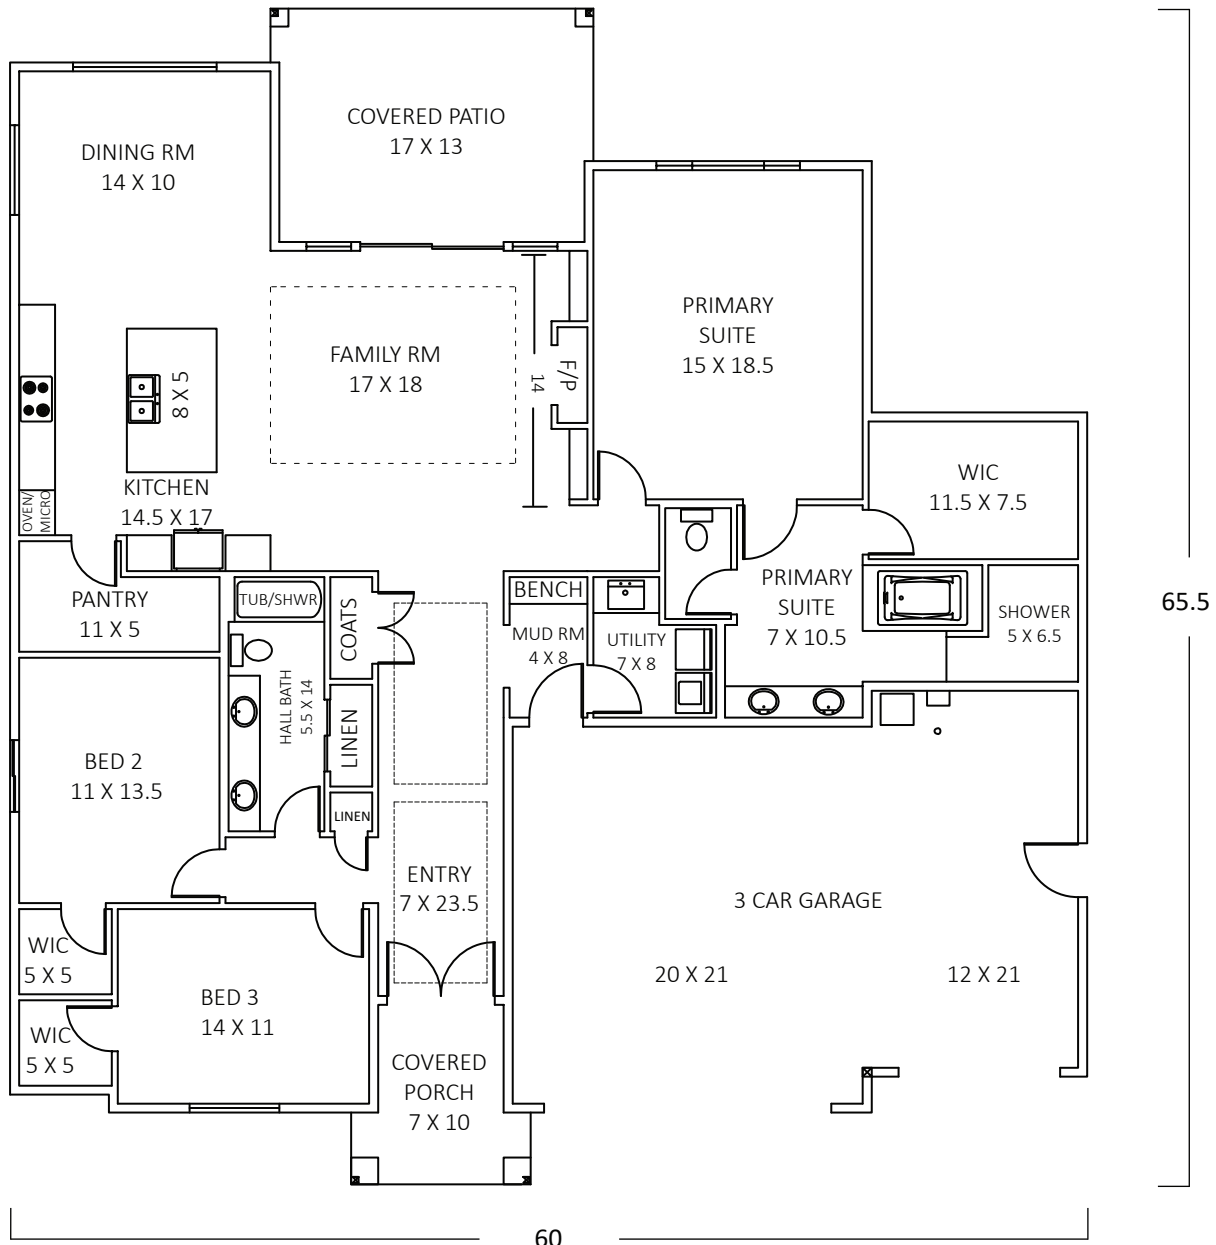 COVERED PATIO
17 X 13
DINING RM
14 X 10
PRIMARY
SUITE
15 X 18.5
FAMILY RM
17 X 18
14
F/P
8 X 5
KITCHEN
14.5 X 17
OVEN/
MICRO
WIC
11.5 X 7.5
PANTRY
11 X 5
TUB/SHWR
COATS
BENCH
MUD RM
4 X 8
UTILITY
7 X 8
PRIMARY
SUITE
7 X 10.5
SHOWER
5 X 6.5
65.5
HALL BATH
5.5 X 14
LINEN
BED 2
11 X 13.5
LINEN
ENTRY
7 X 23.5
3 CAR GARAGE
20 X 21
12 X 21
WIC
5 X 5
BED 3
14 X 11
WIC
5 X 5
COVERED
PORCH
7 X 10
60